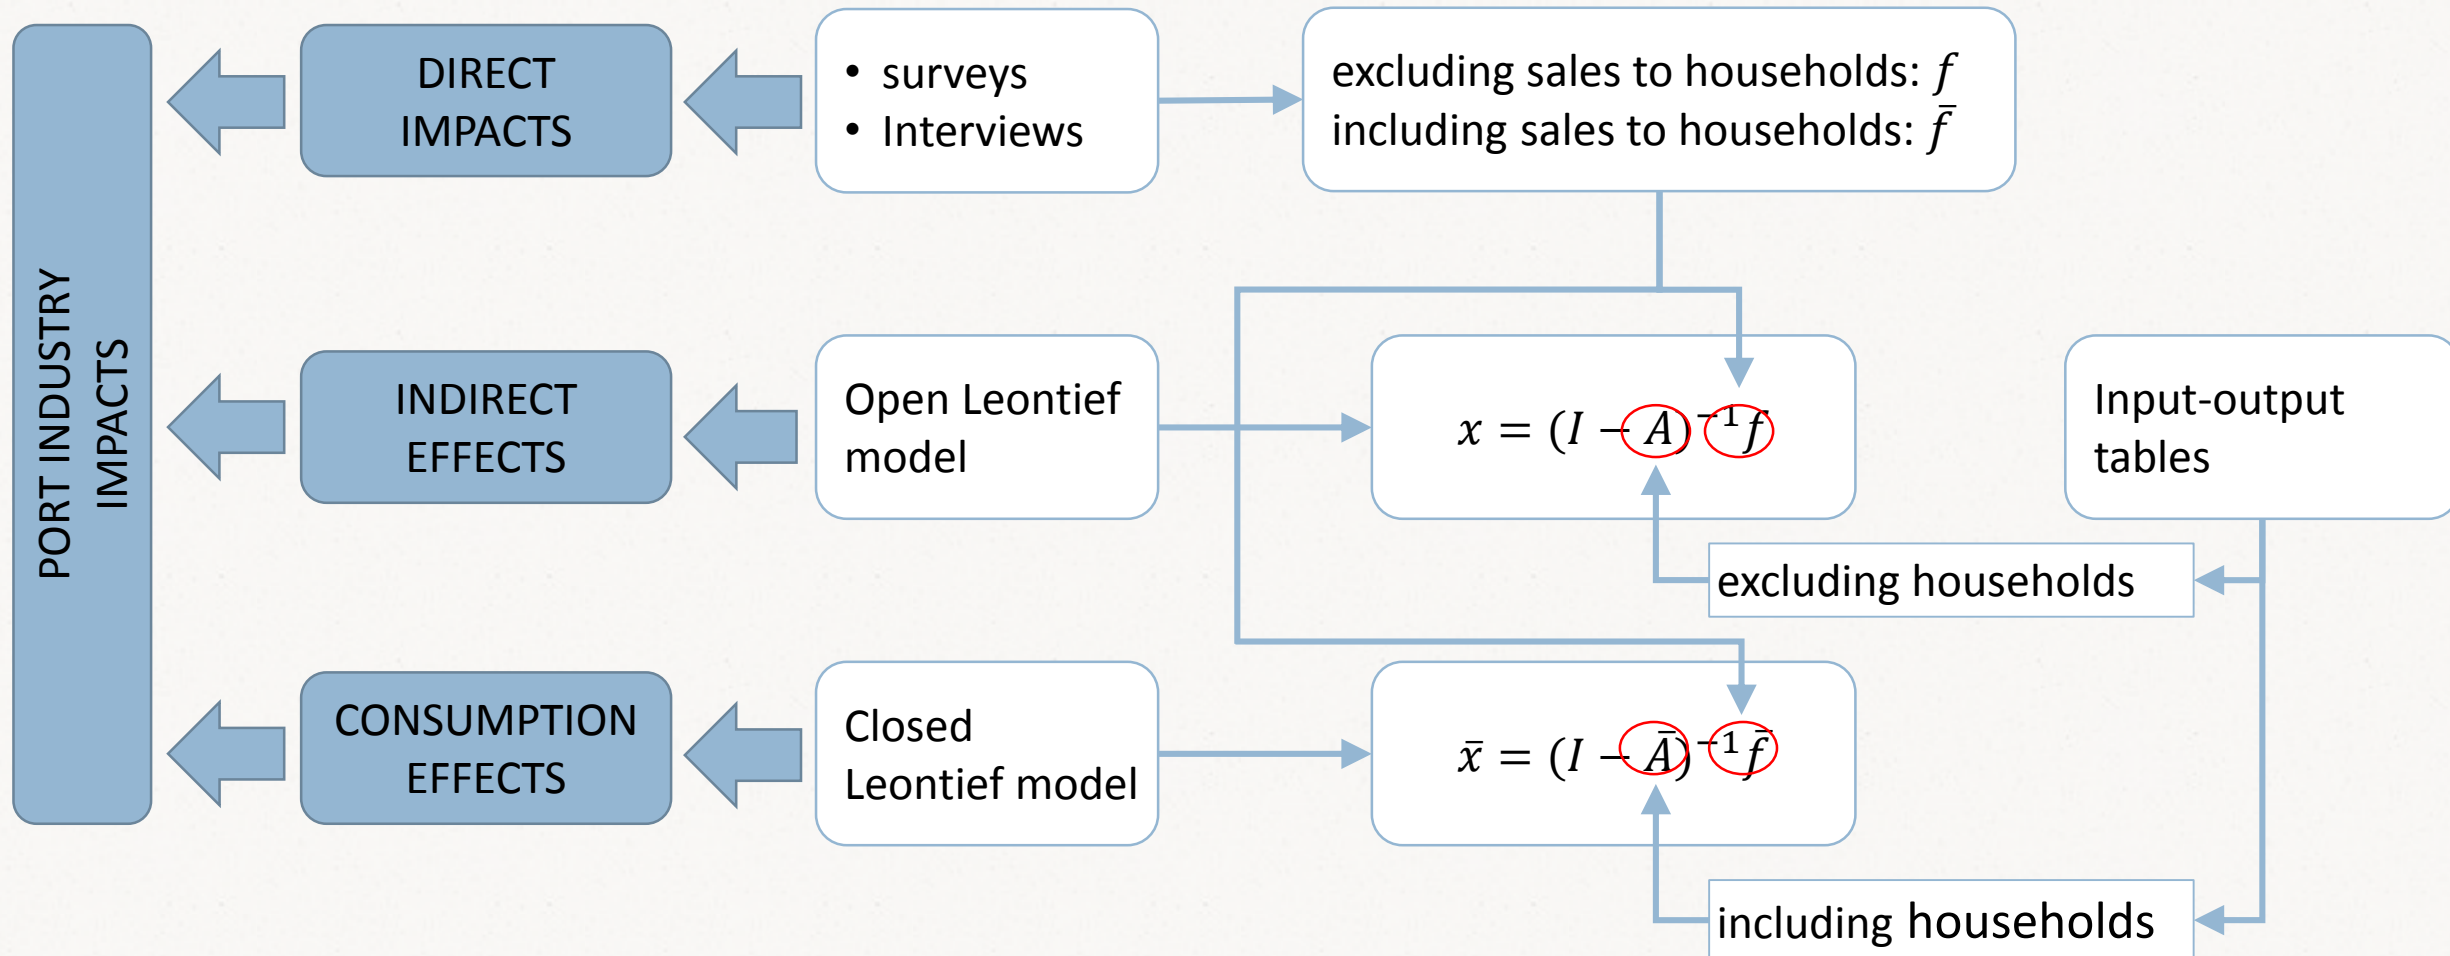 PORT INDUSTRY
IMPACTS
DIRECT
IMPACTS
• surveys
• Interviews
excluding sales to households: f
including sales to households: f̄
INDIRECT
EFFECTS
Open Leontief
model
x = (I − A)⁻¹f
Input-output
tables
excluding households
CONSUMPTION
EFFECTS
Closed
Leontief model
x̄ = (I − Ā)⁻¹f̄
including households